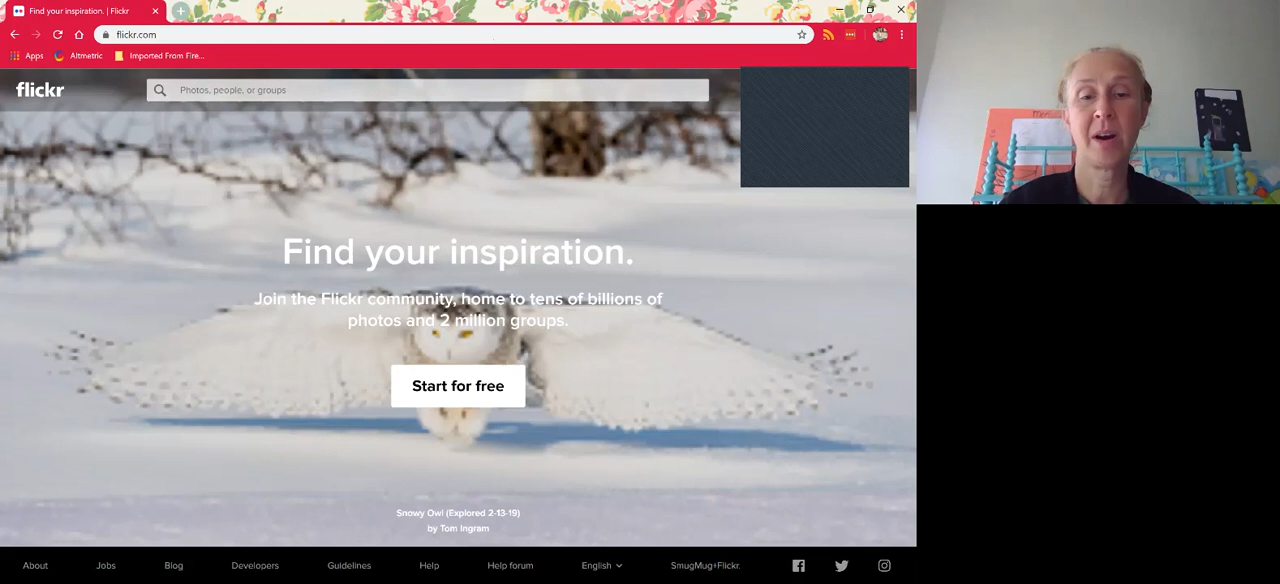 Find your inspiration. | Flickr
flickr.com
Apps Altmetric Imported From Fire...
flickr Photos, people, or groups
Find your inspiration.
Join the Flickr community, home to tens of billions of
photos and 2 million groups.
Start for free
Snowy Owl (Explored 2-13-19)
by Tom Ingram
About Jobs Blog Developers Guidelines Help Help forum English SmugMug+Flickr.